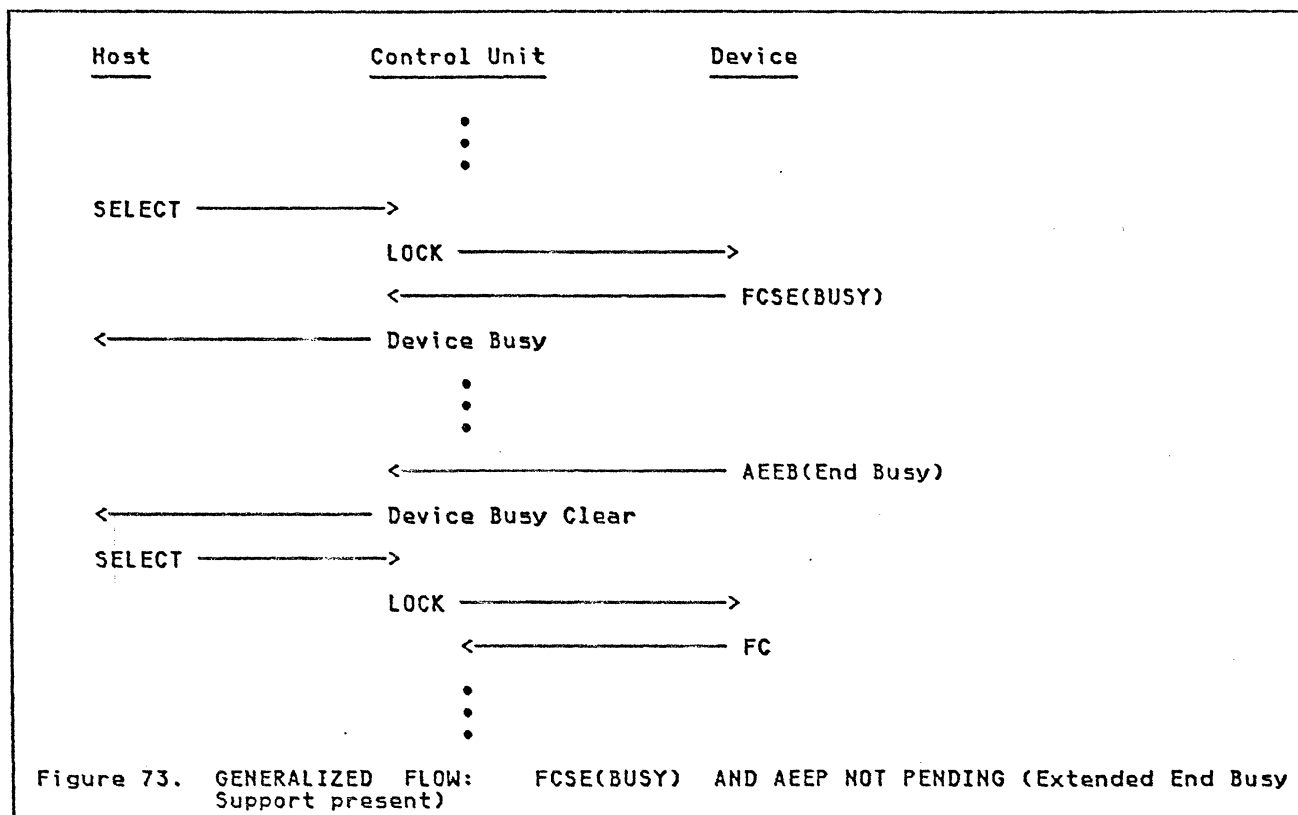 Host Control Unit Device
SELECT
LOCK
FCSE(BUSY)
Device Busy
AEEB(End Busy)
Device Busy Clear
SELECT
LOCK
FC
Figure 73. GENERALIZED FLOW: FCSE(BUSY) AND AEEP NOT PENDING (Extended End Busy
Support present)